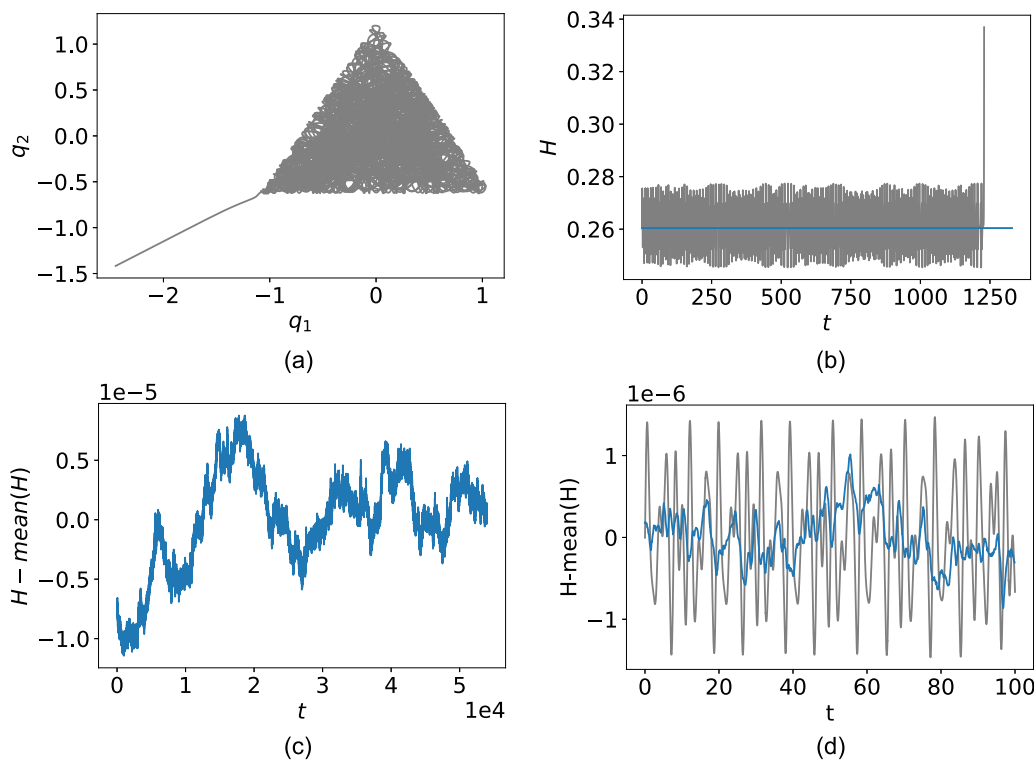 1.0
0.5
0.0
−0.5
−1.0
−1.5
q2
−2
−1
0
1
q1
(a)
0.34
0.32
0.30
0.28
0.26
H
0
250
500
750
1000
1250
t
(b)
1e−5
0.5
0.0
−0.5
−1.0
H − mean(H)
0
1
2
3
4
5
1e4
t
(c)
1e−6
1
0
−1
H-mean(H)
0
20
40
60
80
100
t
(d)